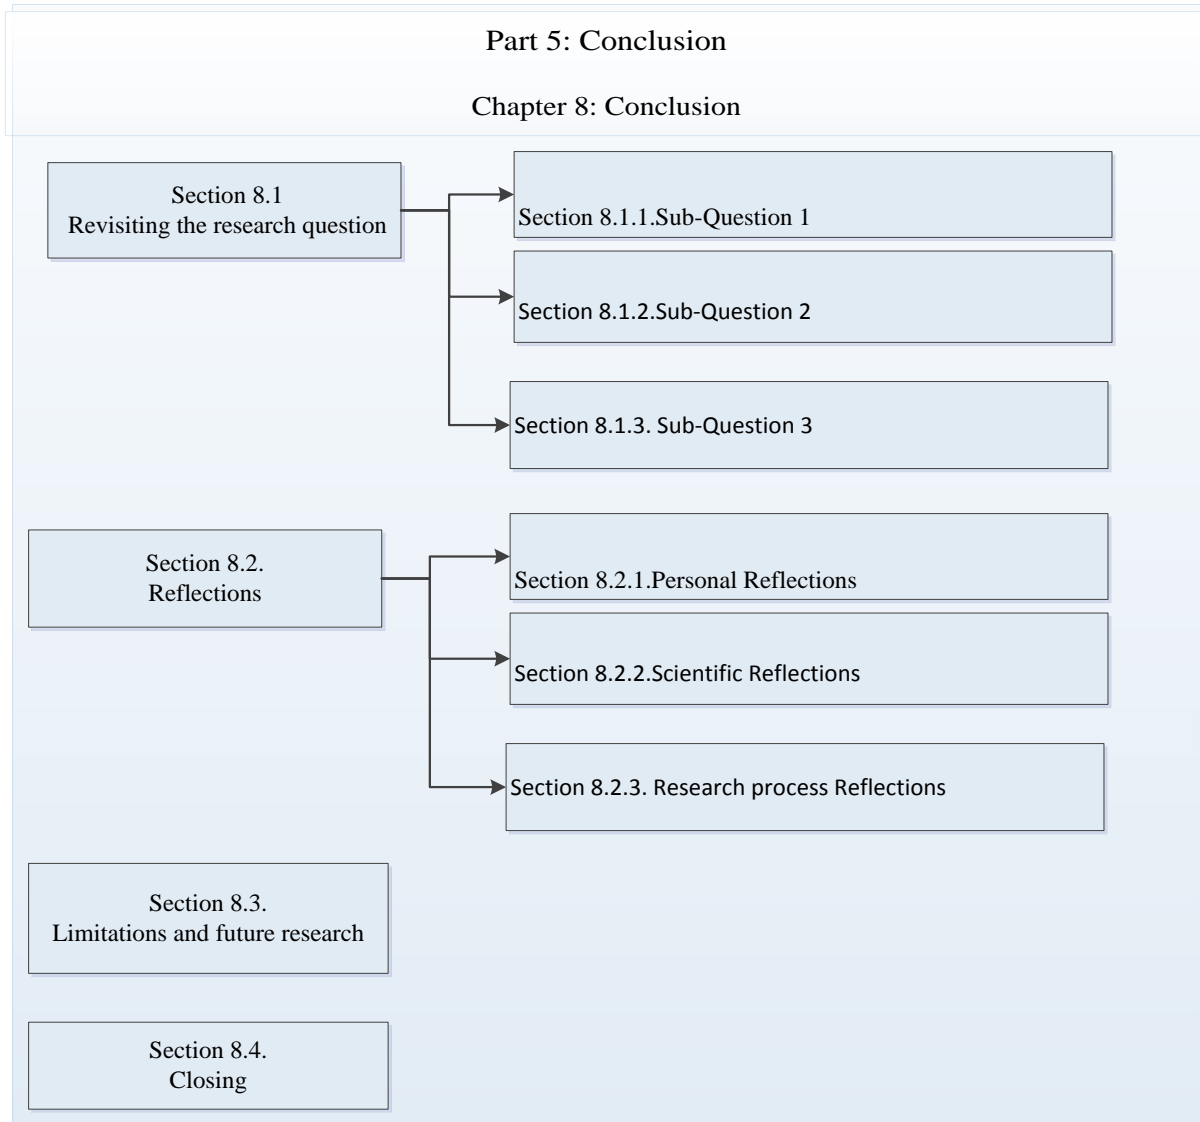 Part 5: Conclusion
Chapter 8: Conclusion
Section 8.1
Revisiting the research question
Section 8.1.1.Sub-Question 1
Section 8.1.2.Sub-Question 2
Section 8.1.3. Sub-Question 3
Section 8.2.
Reflections
Section 8.2.1.Personal Reflections
Section 8.2.2.Scientific Reflections
Section 8.2.3. Research process Reflections
Section 8.3.
Limitations and future research
Section 8.4.
Closing